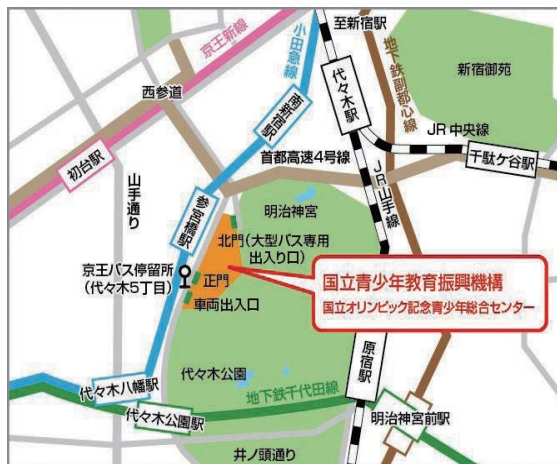 至新宿駅
京王新線
小田急線
地下鉄副都心線
新宿御苑
代々木駅
西参道
南新宿駅
JR中央線
初台駅
首都高速4号線
千駄ケ谷駅
山手通り
JR山手線
参宮橋駅
明治神宮
北門(大型バス専用
出入り口)
京王バス停留所
(代々木5丁目)
正門
国立青少年教育振興機構
国立オリンピック記念青少年総合センター
車両出入口
原宿駅
代々木公園
代々木八幡駅
地下鉄千代田線
代々木公園駅
明治神宮前駅
井ノ頭通り